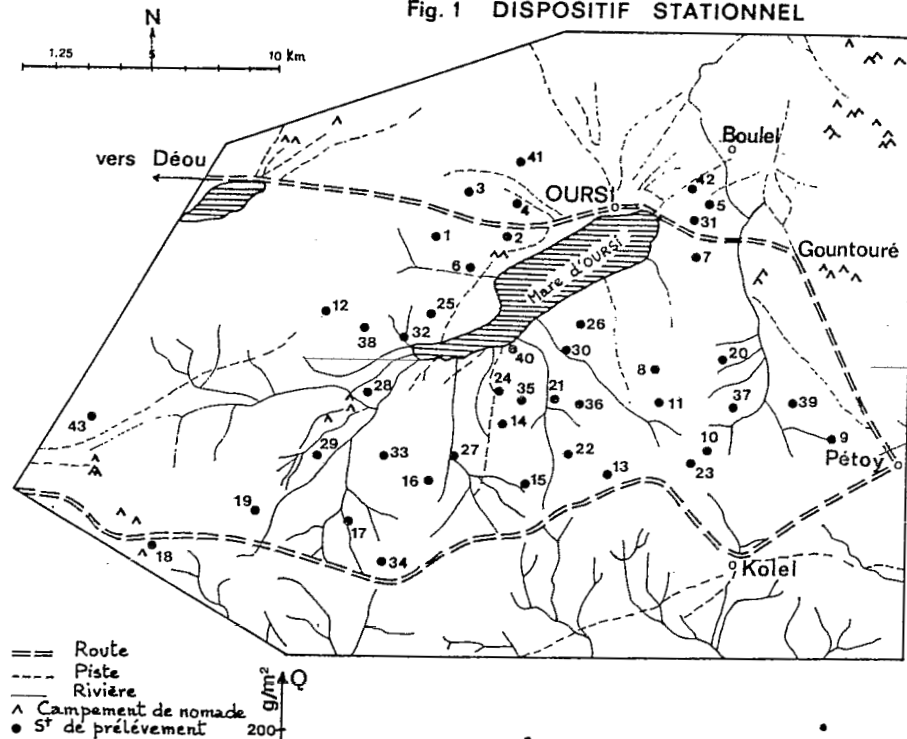 Fig. 1 DISPOSITIF STATIONNEL
N
1.25 5 10 km
vers Déou
Boulel
41
3
42
4
OURSI
5
31
1
2
Gountouré
7
6
Mare d'OURSI
12
25
26
38
32
30
40
20
8
28
24
35
21
36
11
37
39
43
14
9
29
33
27
22
10
Pétoy
16
15
13
23
19
17
18
34
Kolel
Route
Piste
Rivière
Campement de nomade
St de prélévement
Q
g/m2
200